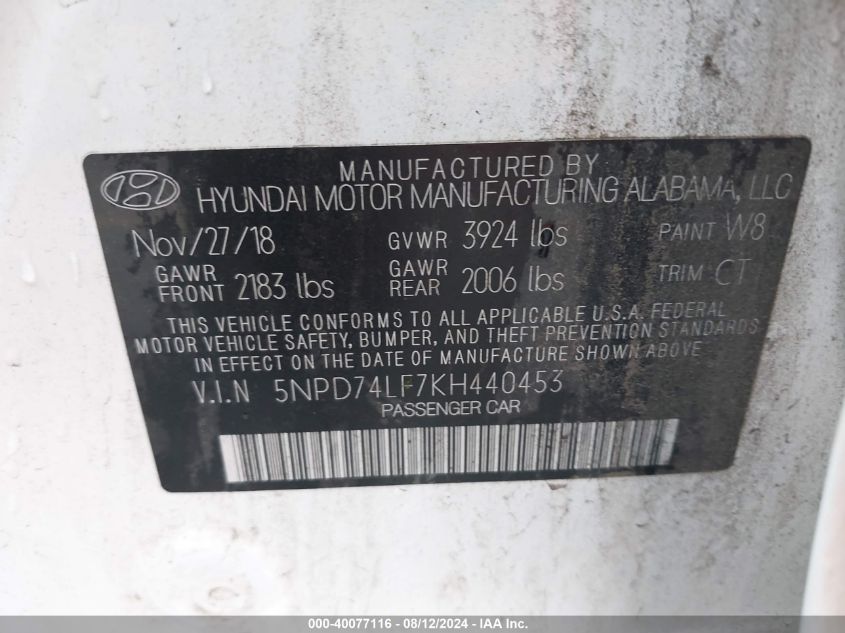 MANUFACTURED BY
HYUNDAI MOTOR MANUFACTURING ALABAMA, LLC
Nov/27/18 GVWR 3924 lbs PAINT W8
GAWR FRONT 2183 lbs GAWR REAR 2006 lbs TRIM CT
THIS VEHICLE CONFORMS TO ALL APPLICABLE U.S.A. FEDERAL
MOTOR VEHICLE SAFETY, BUMPER, AND THEFT PREVENTION STANDARDS
IN EFFECT ON THE DATE OF MANUFACTURE SHOWN ABOVE.
V.I.N 5NPD74LF7KH440453
PASSENGER CAR
000-40077116 - 08/12/2024 - IAA Inc.